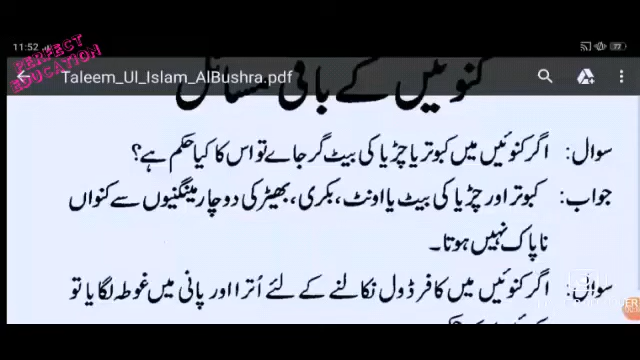 11:52
PERFECT
EDUCATION
Taleem_Ul_Islam_AlBushra.pdf
کنوئیں کے باقی مسائل
سوال: اگر کنوئیں میں کبوتر یا چڑیا کی بیٹ گر جاے تو اس کا کیا حکم ہے؟
جواب: کبوتر اور چڑیا کی بیٹ یا اونٹ، بکری، بھیڑ کی دو چار مینگنیوں سے کنواں
ناپاک نہیں ہوتا۔
سوال: اگر کنوئیں میں کافر ڈول نکالنے کے لئے اُترا اور پانی میں غوطہ لگایا تو